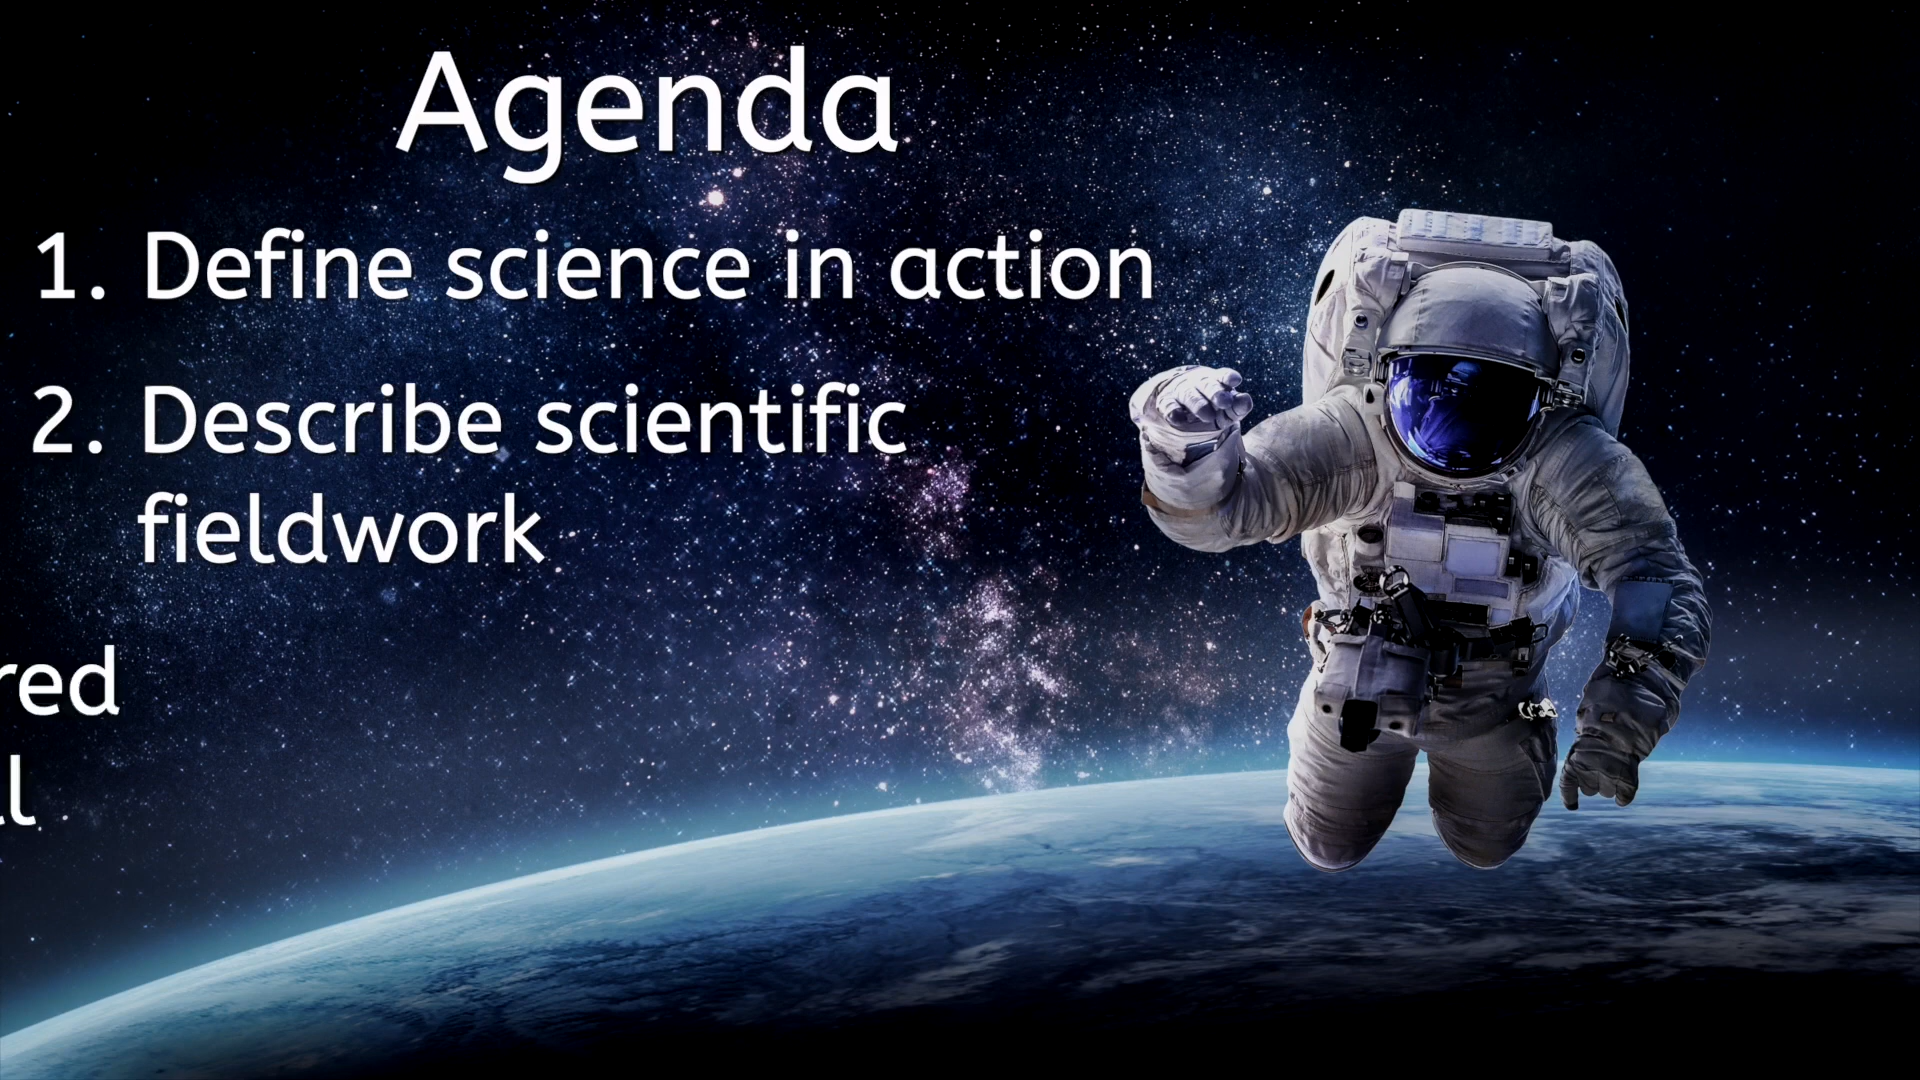 Agenda
1. Define science in action
2. Describe scientific
fieldwork
red